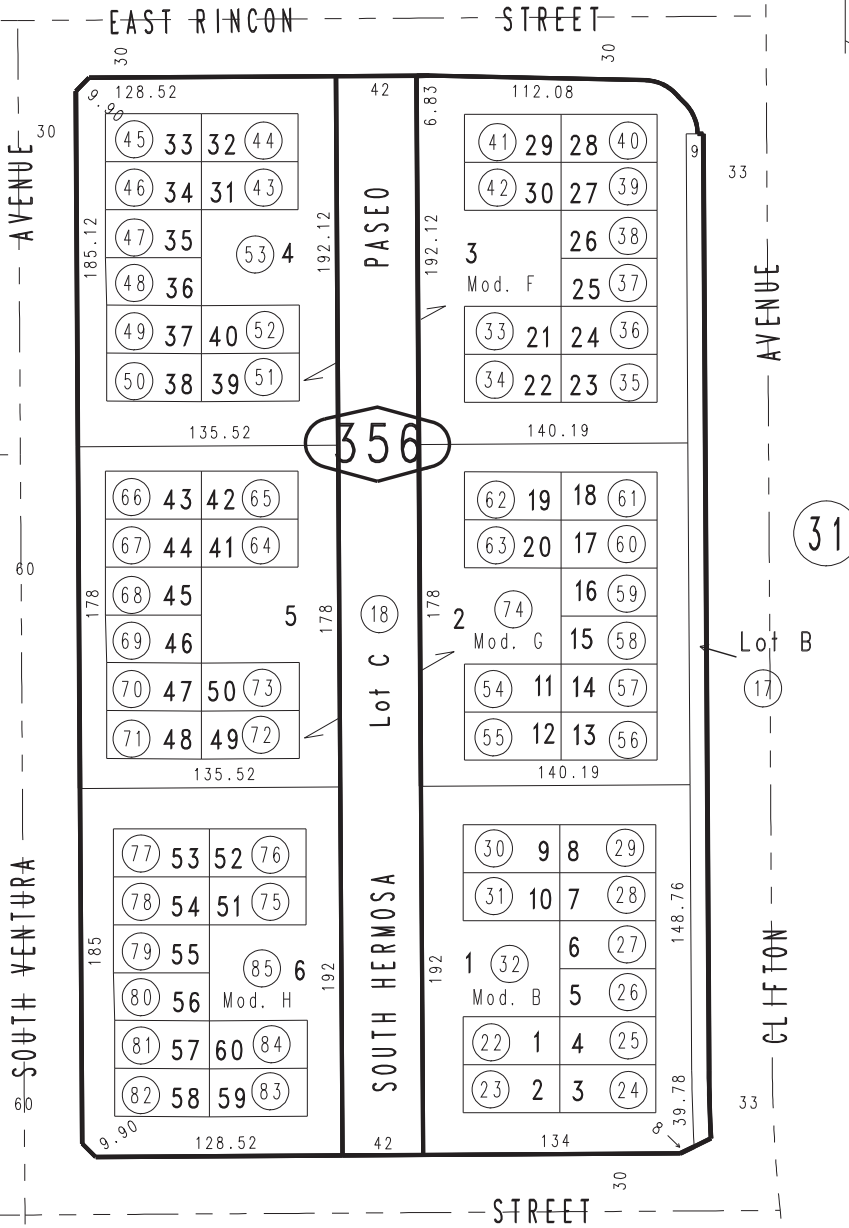 EAST RINCON STREET
30 30
128.52 42 112.08
9.90 6.83
30 AVENUE
45 33 32 44
46 34 31 43
47 35
53 4
48 36
49 37 40 52
50 38 39 51
185.12 192.12
135.52
PASEO
192.12
41 29 28 40
42 30 27 39
3 26 38
Mod. F 25 37
33 21 24 36
34 22 23 35
140.19
9
33
AVENUE
356
66 43 42 65
67 44 41 64
68 45
5
69 46
70 47 50 73
71 48 49 72
60
178 178
135.52
18
Lot C
178
62 19 18 61
63 20 17 60
16 59
2 74
Mod. G 15 58
54 11 14 57
55 12 13 56
140.19
31
Lot B
17
SOUTH VENTURA
60
77 53 52 76
78 54 51 75
79 55
85 6
80 56 Mod. H
81 57 60 84
82 58 59 83
185 192
9.90
128.52
SOUTH HERMOSA
42
192
30 9 8 29
31 10 7 28
6 27
1 32
Mod. B 5 26
22 1 4 25
23 2 3 24
148.76
39.78
8
134
CLIFTON
33
30
STREET